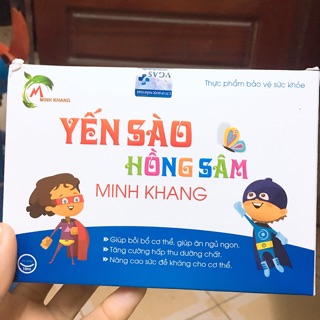 MINH KHANG
VGAS
Thực phẩm bảo vệ sức khỏe
YẾN SÀO
HỒNG SÂM
MINH KHANG
Giúp bồi bổ cơ thể, giúp ăn ngủ ngon.
Tăng cường hấp thu dưỡng chất.
Nâng cao sức đề kháng cho cơ thể.